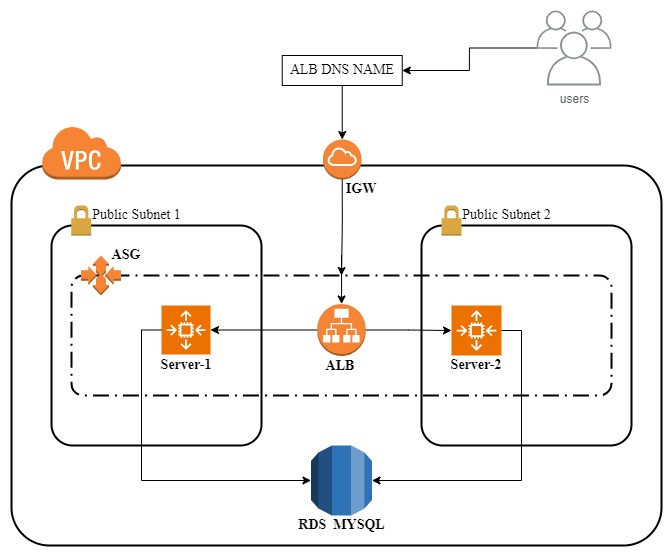 users
ALB DNS NAME
VPC
IGW
Public Subnet 1
Public Subnet 2
ASG
Server-1
ALB
Server-2
RDS MYSQL